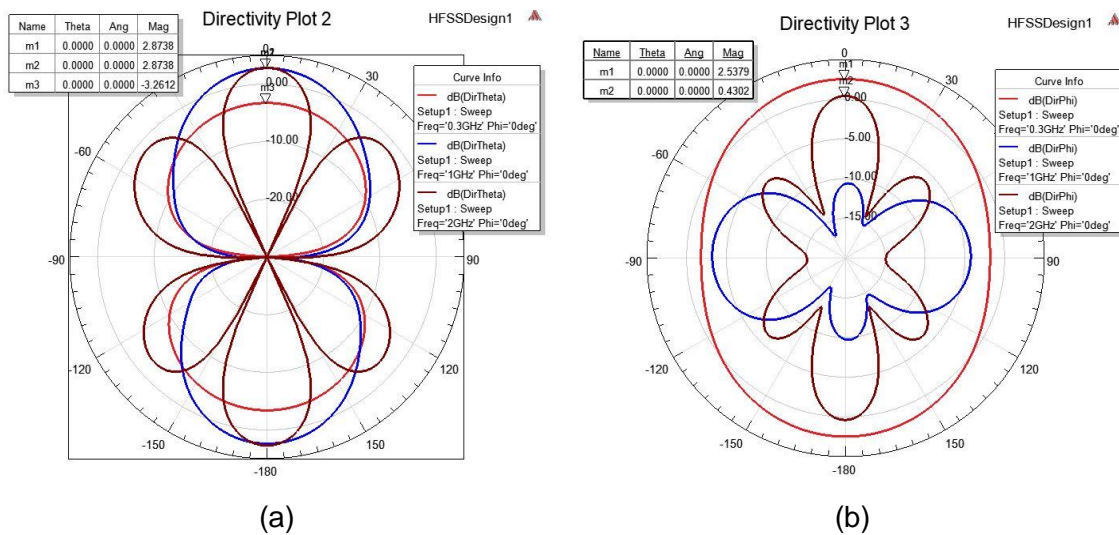 Directivity Plot 2
HFSSDesign1
Name Theta Ang Mag
m1 0.0000 0.0000 2.8738
m2 0.0000 0.0000 2.8738
m3 0.0000 0.0000 -3.2612
Curve Info
dB(DirTheta)
Setup1 : Sweep
Freq='0.3GHz' Phi='0deg'
dB(DirTheta)
Setup1 : Sweep
Freq='1GHz' Phi='0deg'
dB(DirTheta)
Setup1 : Sweep
Freq='2GHz' Phi='0deg'
0
m3
0.00
-10.00
-20.00
30
-60
-90
90
-120
120
-150
150
-180
(a)
Directivity Plot 3
HFSSDesign1
Name Theta Ang Mag
m1 0.0000 0.0000 2.5379
m2 0.0000 0.0000 0.4302
Curve Info
dB(DirPhi)
Setup1 : Sweep
Freq='0.3GHz' Phi='0deg'
dB(DirPhi)
Setup1 : Sweep
Freq='1GHz' Phi='0deg'
dB(DirPhi)
Setup1 : Sweep
Freq='2GHz' Phi='0deg'
0
m1
m2
0.00
-5.00
-10.00
-15.00
30
-60
-90
90
-120
120
-150
150
-180
(b)